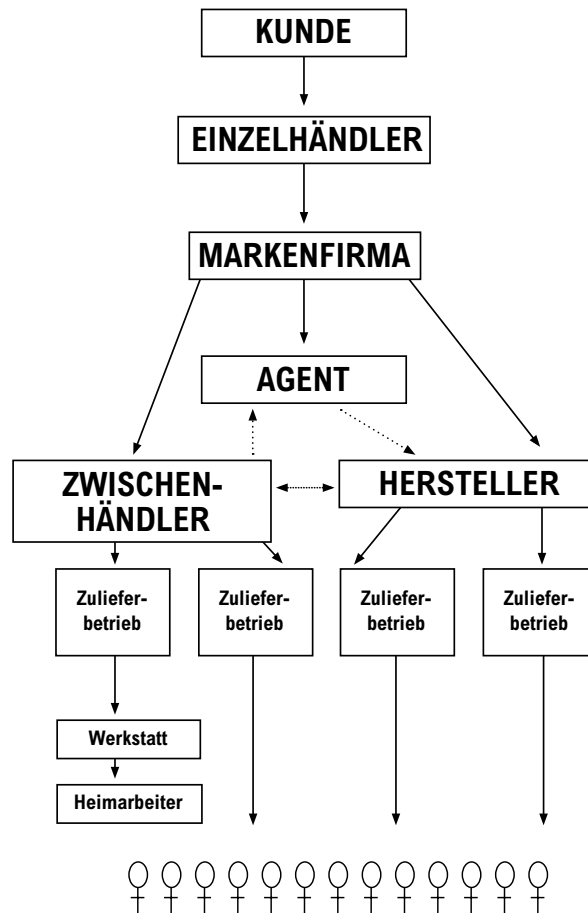 KUNDE
EINZELHÄNDLER
MARKENFIRMA
AGENT
ZWISCHEN-
HÄNDLER
HERSTELLER
Zuliefer-
betrieb
Zuliefer-
betrieb
Zuliefer-
betrieb
Zuliefer-
betrieb
Werkstatt
Heimarbeiter